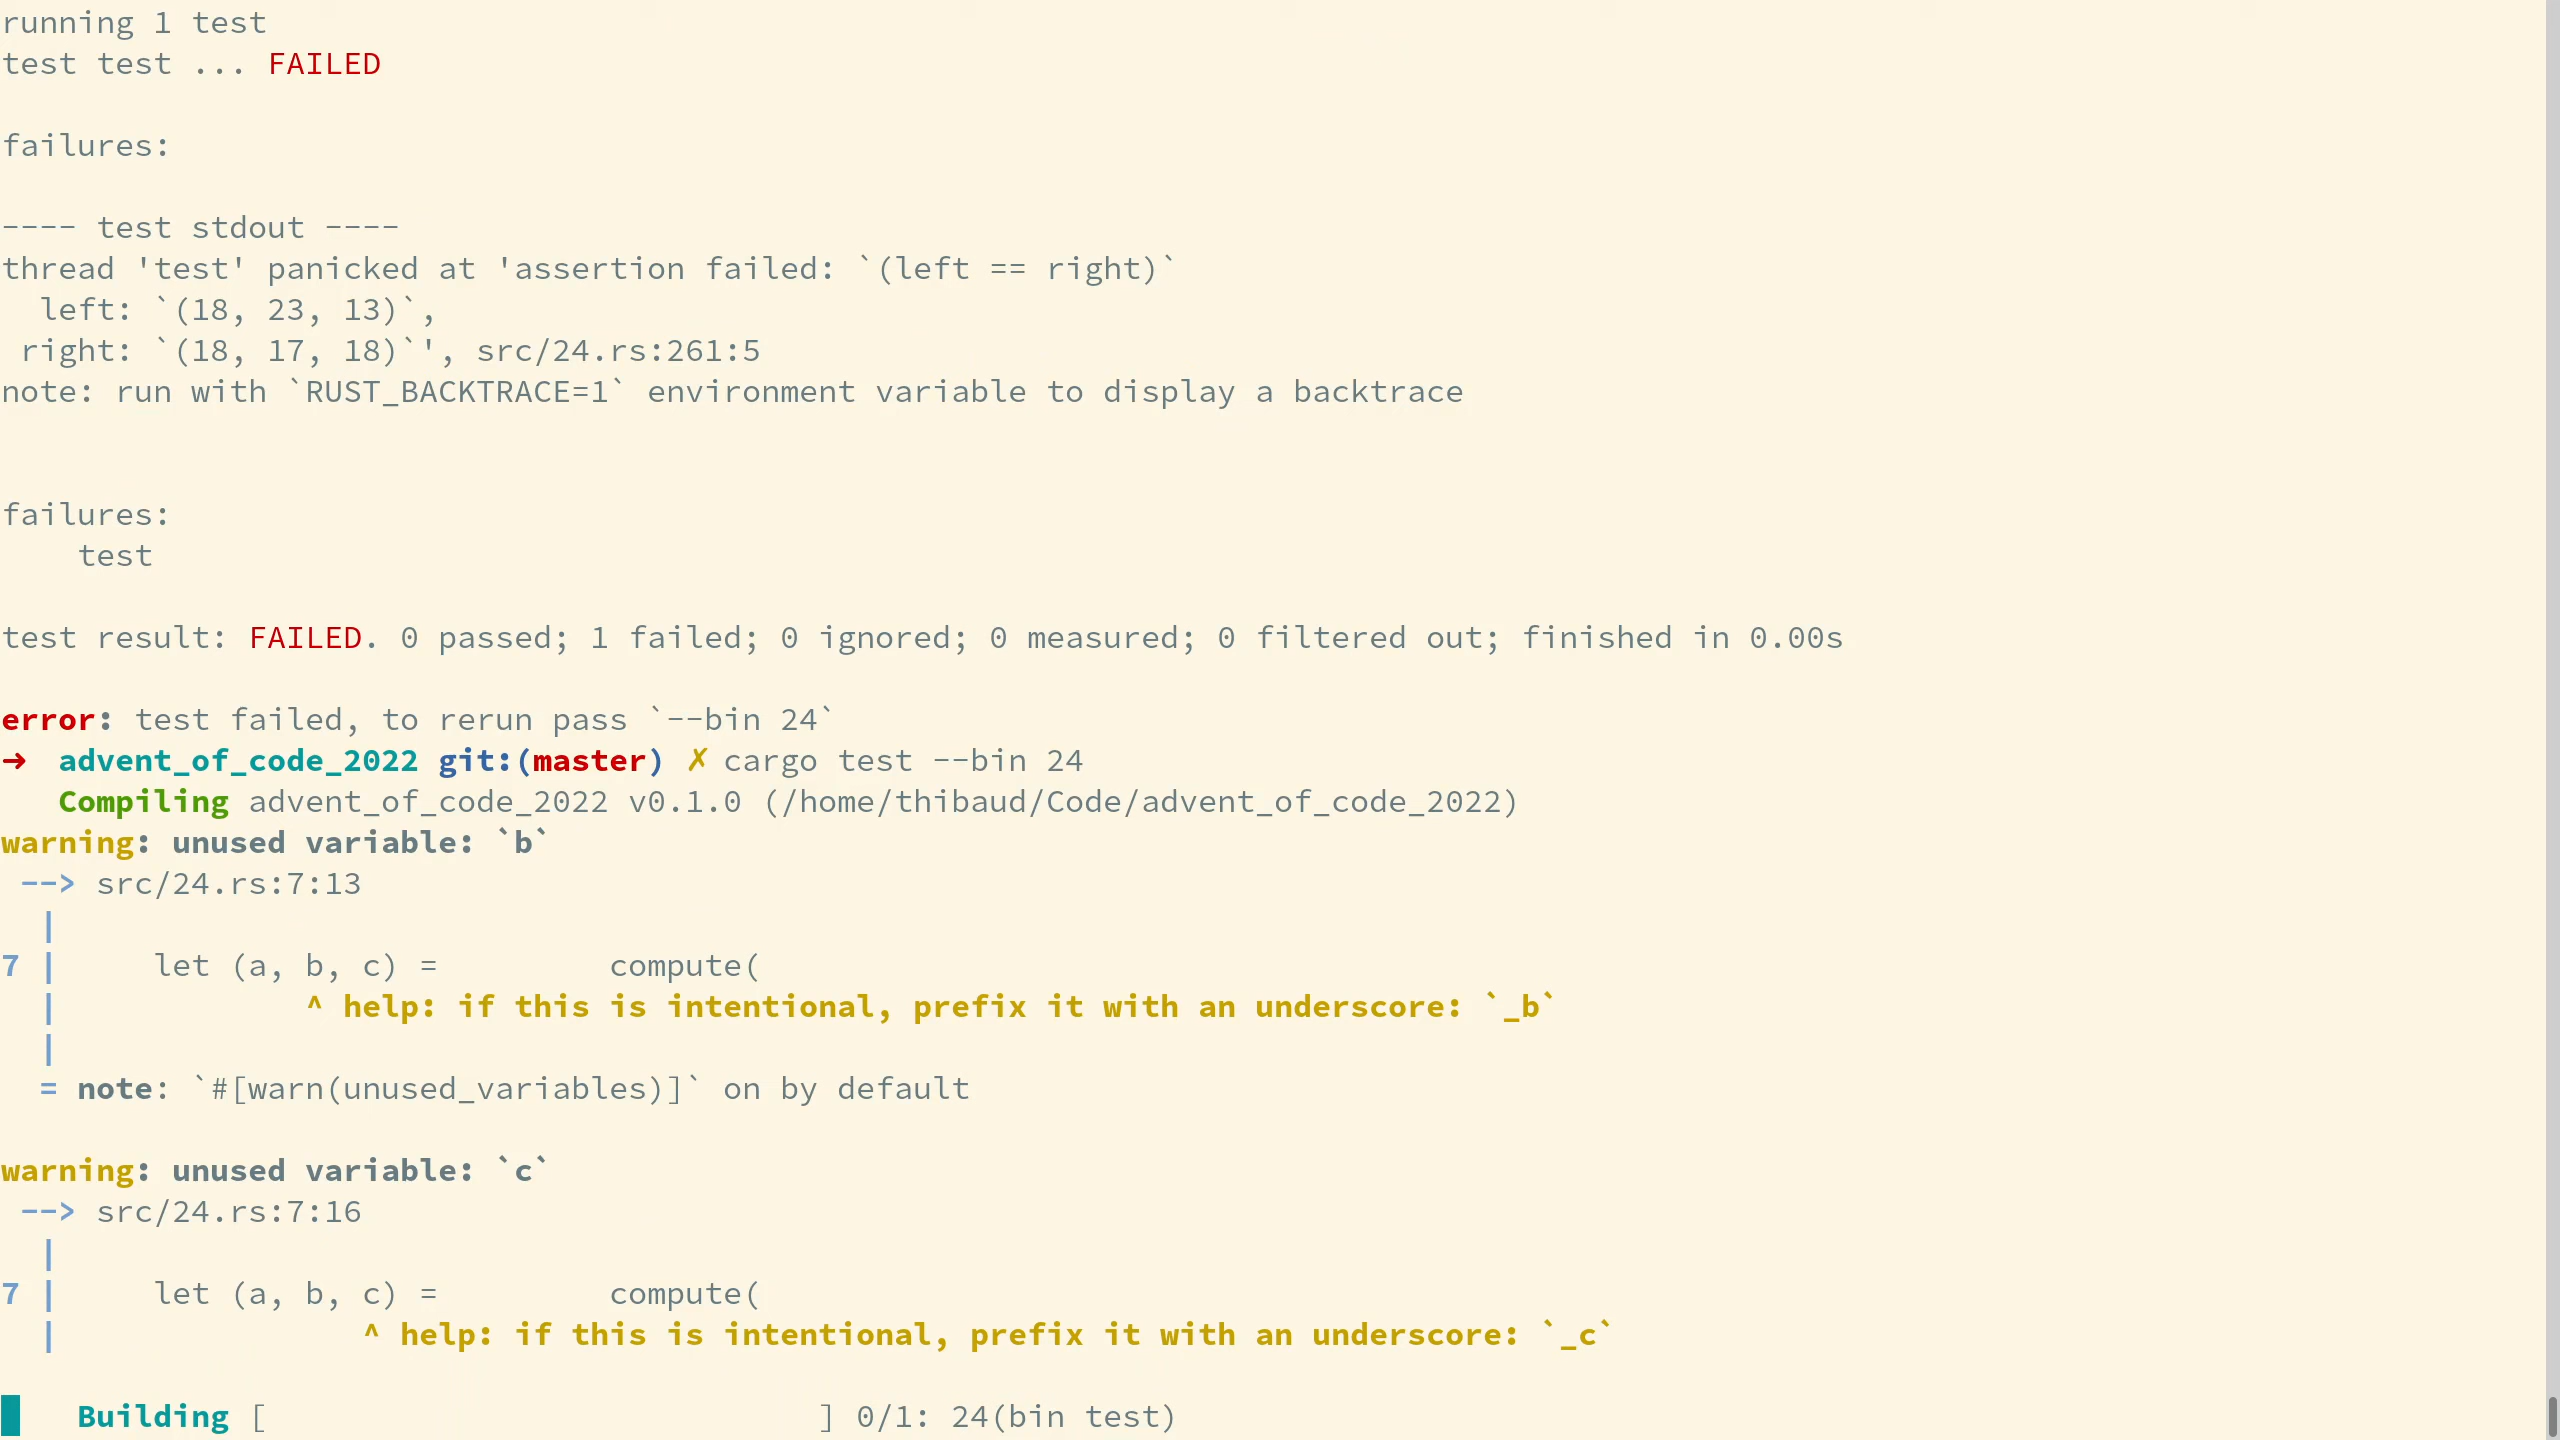 running 1 test
test test ... FAILED
failures:
---- test stdout ----
thread 'test' panicked at 'assertion failed: `(left == right)`
  left: `(18, 23, 13)`,
 right: `(18, 17, 18)`', src/24.rs:261:5
note: run with `RUST_BACKTRACE=1` environment variable to display a backtrace
failures:
    test
test result: FAILED. 0 passed; 1 failed; 0 ignored; 0 measured; 0 filtered out; finished in 0.00s
error: test failed, to rerun pass `--bin 24`
➜  advent_of_code_2022 git:(master) ✗ cargo test --bin 24
   Compiling advent_of_code_2022 v0.1.0 (/home/thibaud/Code/advent_of_code_2022)
warning: unused variable: `b`
 --> src/24.rs:7:13
  |
7 |     let (a, b, c) =         compute(
  |             ^ help: if this is intentional, prefix it with an underscore: `_b`
  |
  = note: `#[warn(unused_variables)]` on by default
warning: unused variable: `c`
 --> src/24.rs:7:16
  |
7 |     let (a, b, c) =         compute(
  |                ^ help: if this is intentional, prefix it with an underscore: `_c`
    Building [                             ] 0/1: 24(bin test)